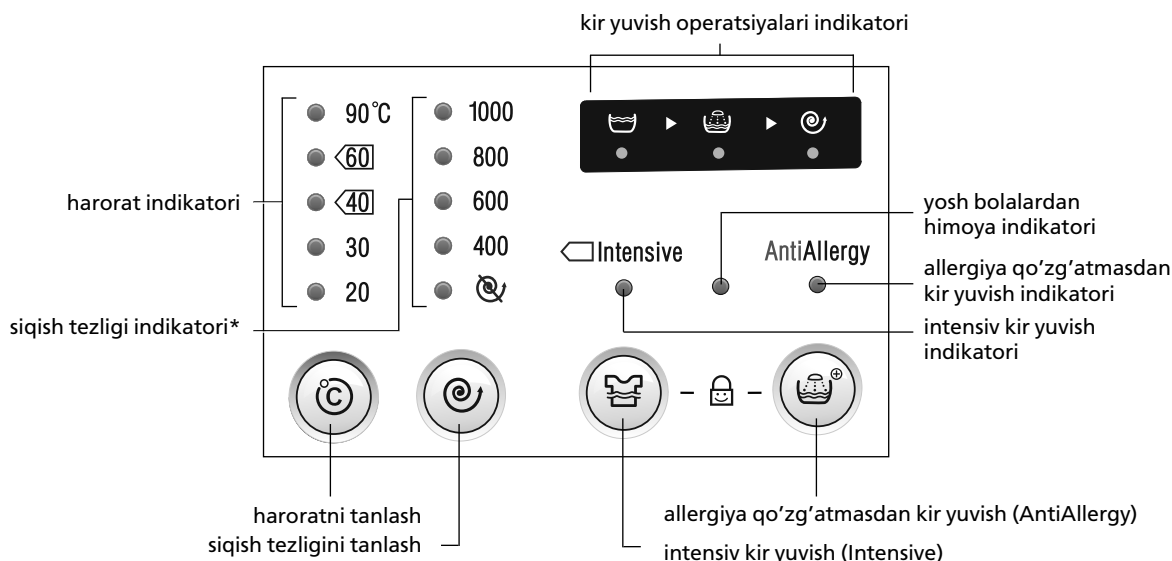 kir yuvish operatsiyalari indikatori
90°C
60
40
30
20
1000
800
600
400
harorat indikatori
siqish tezligi indikatori*
Intensive
AntiAllergy
yosh bolalardan
himoya indikatori
allergiya qo’zg’atmasdan
kir yuvish indikatori
intensiv kir yuvish
indikatori
°C
haroratni tanlash
siqish tezligini tanlash
allergiya qo’zg’atmasdan kir yuvish (AntiAllergy)
intensiv kir yuvish (Intensive)